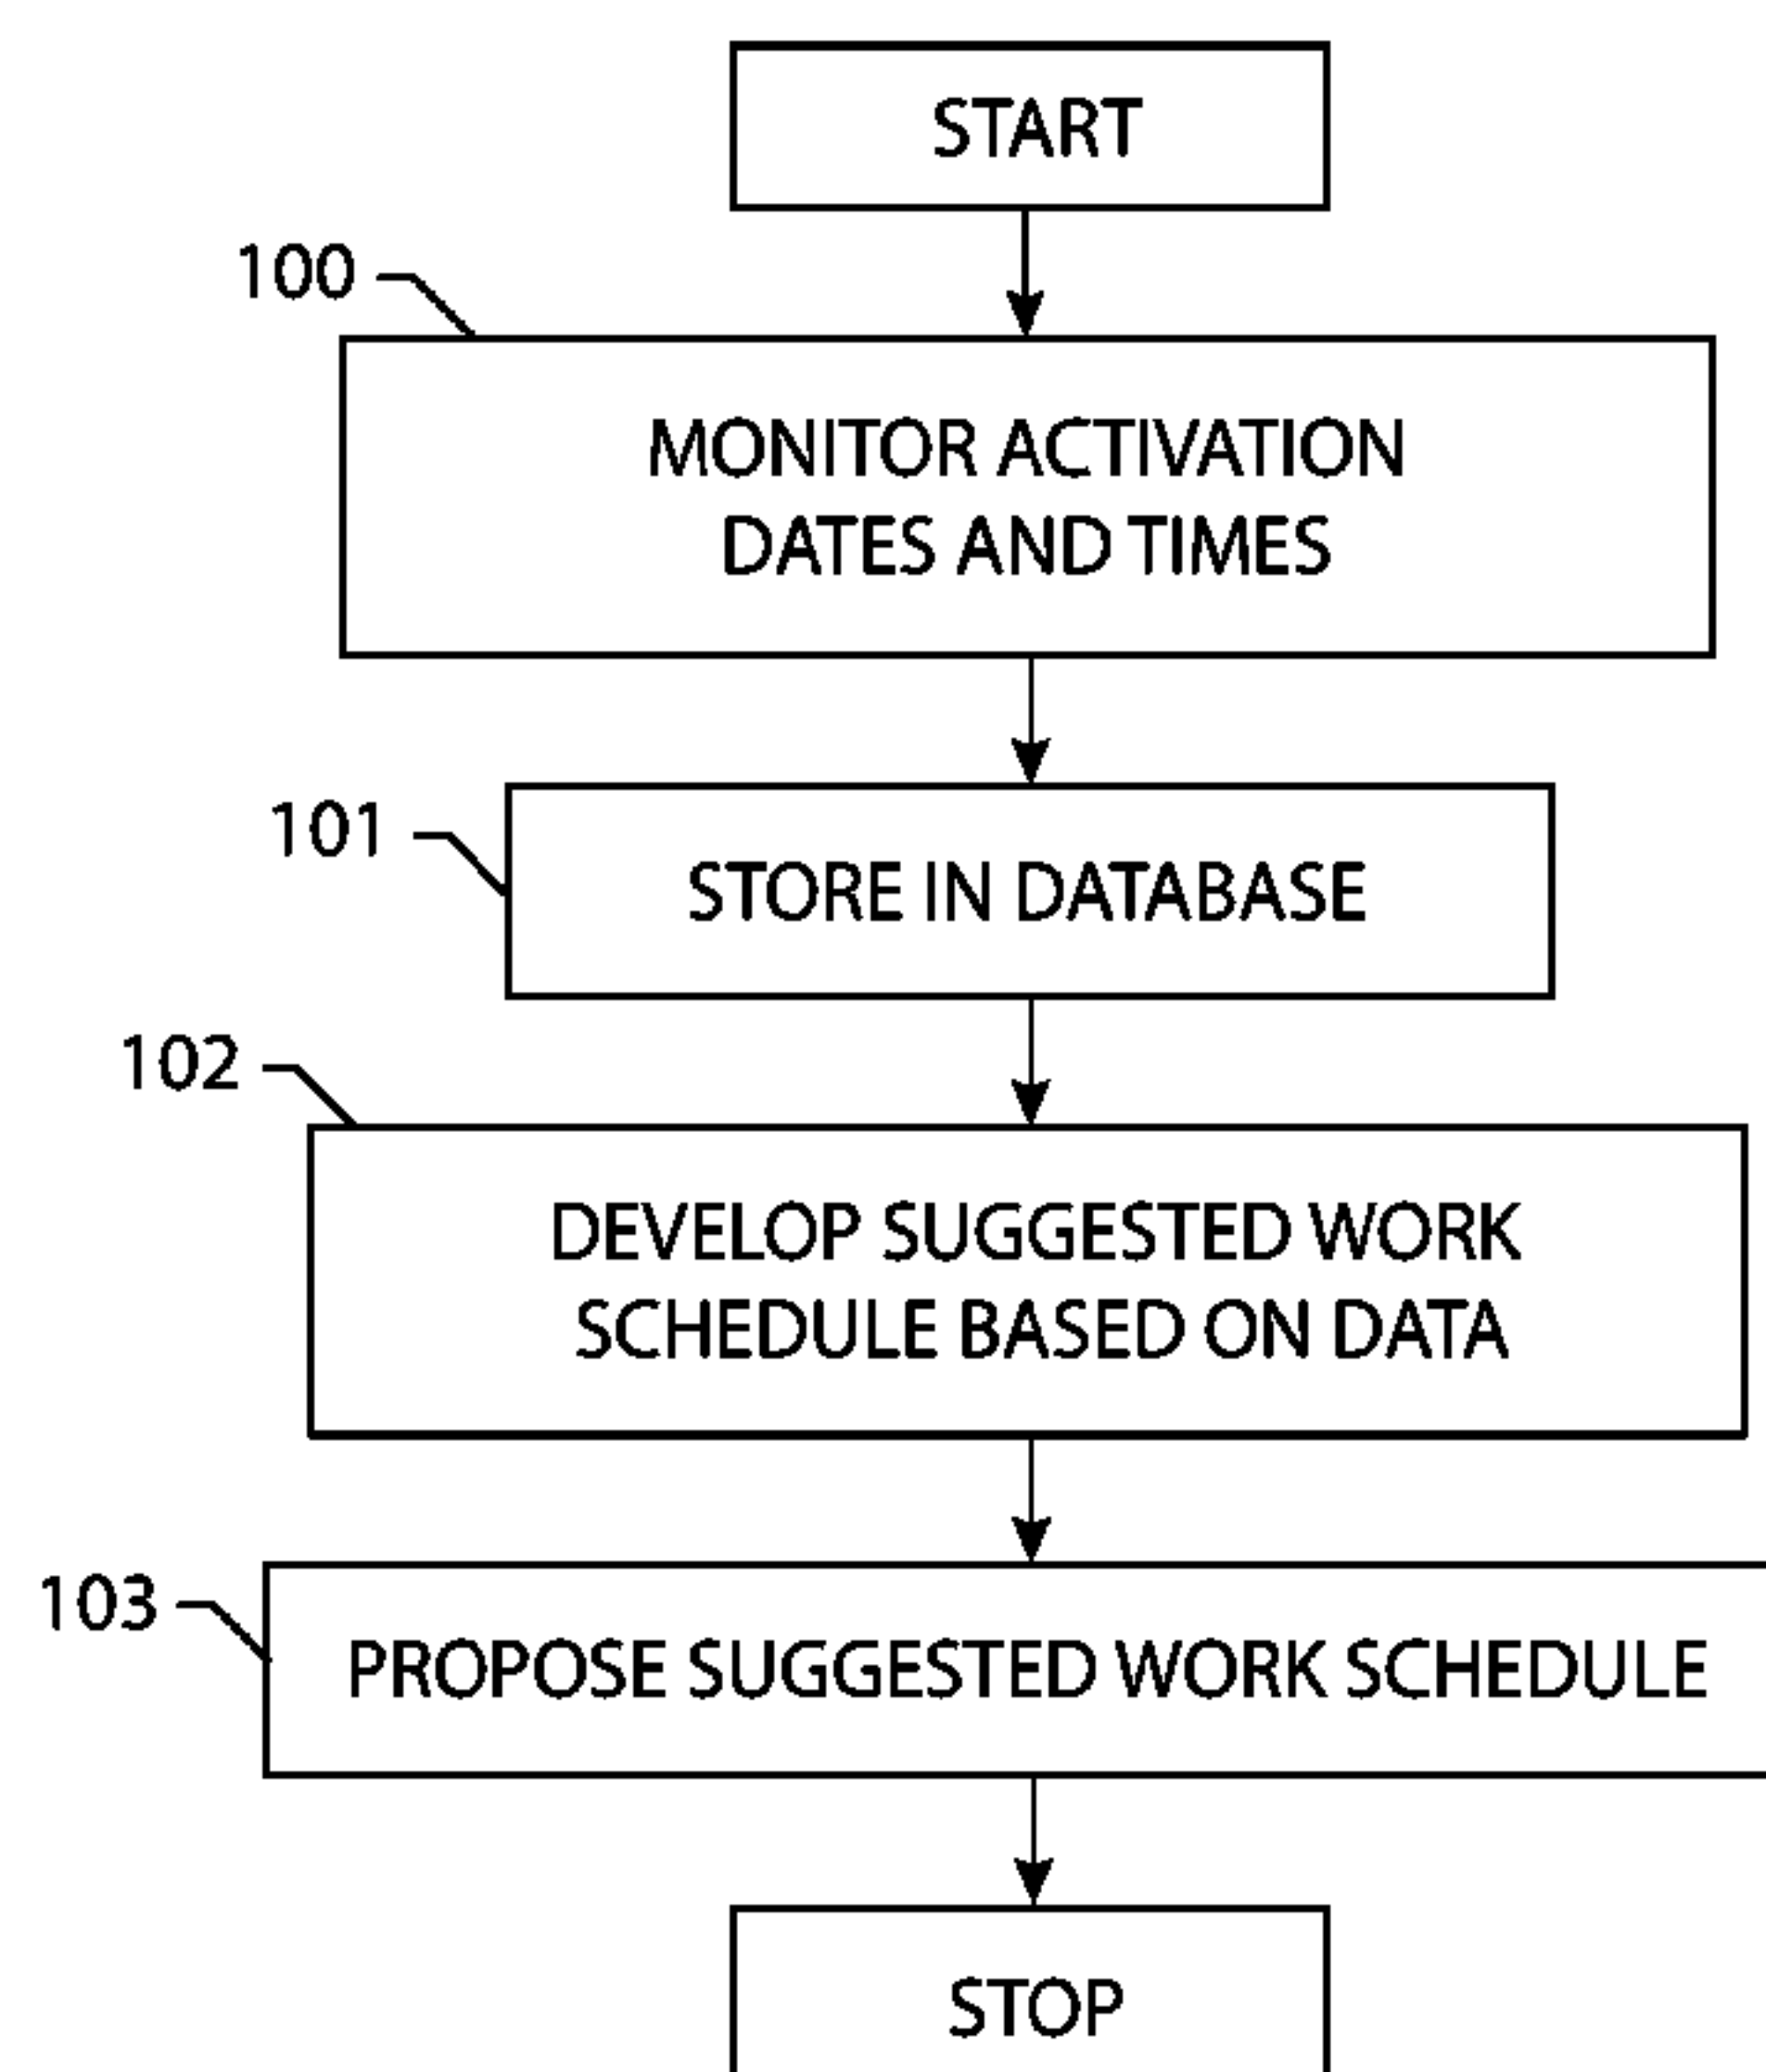 START
100
MONITOR ACTIVATION
DATES AND TIMES
101
STORE IN DATABASE
102
DEVELOP SUGGESTED WORK
SCHEDULE BASED ON DATA
103
PROPOSE SUGGESTED WORK SCHEDULE
STOP